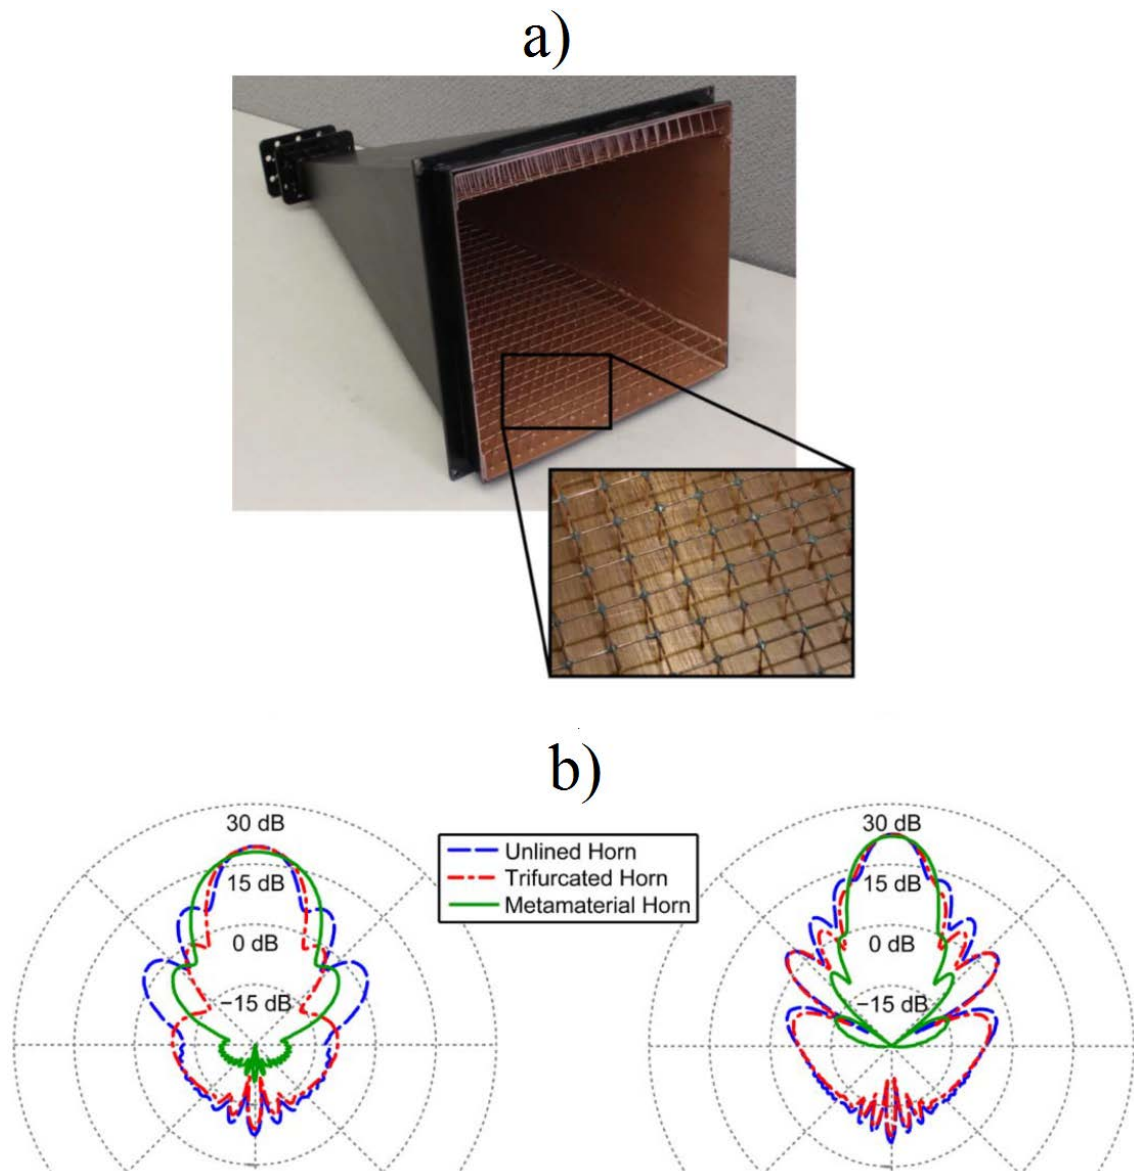 a)
b)
30 dB
15 dB
0 dB
−15 dB
Unlined Horn
Trifurcated Horn
Metamaterial Horn
30 dB
15 dB
0 dB
−15 dB